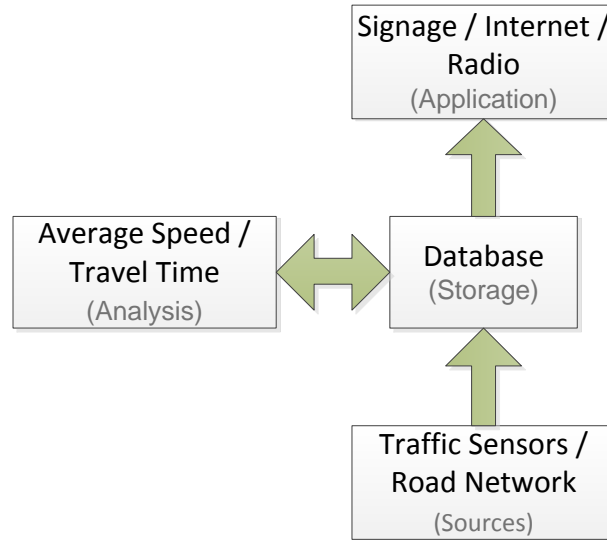 Signage / Internet /
Radio
(Application)
Average Speed /
Travel Time
(Analysis)
Database
(Storage)
Traffic Sensors /
Road Network
(Sources)